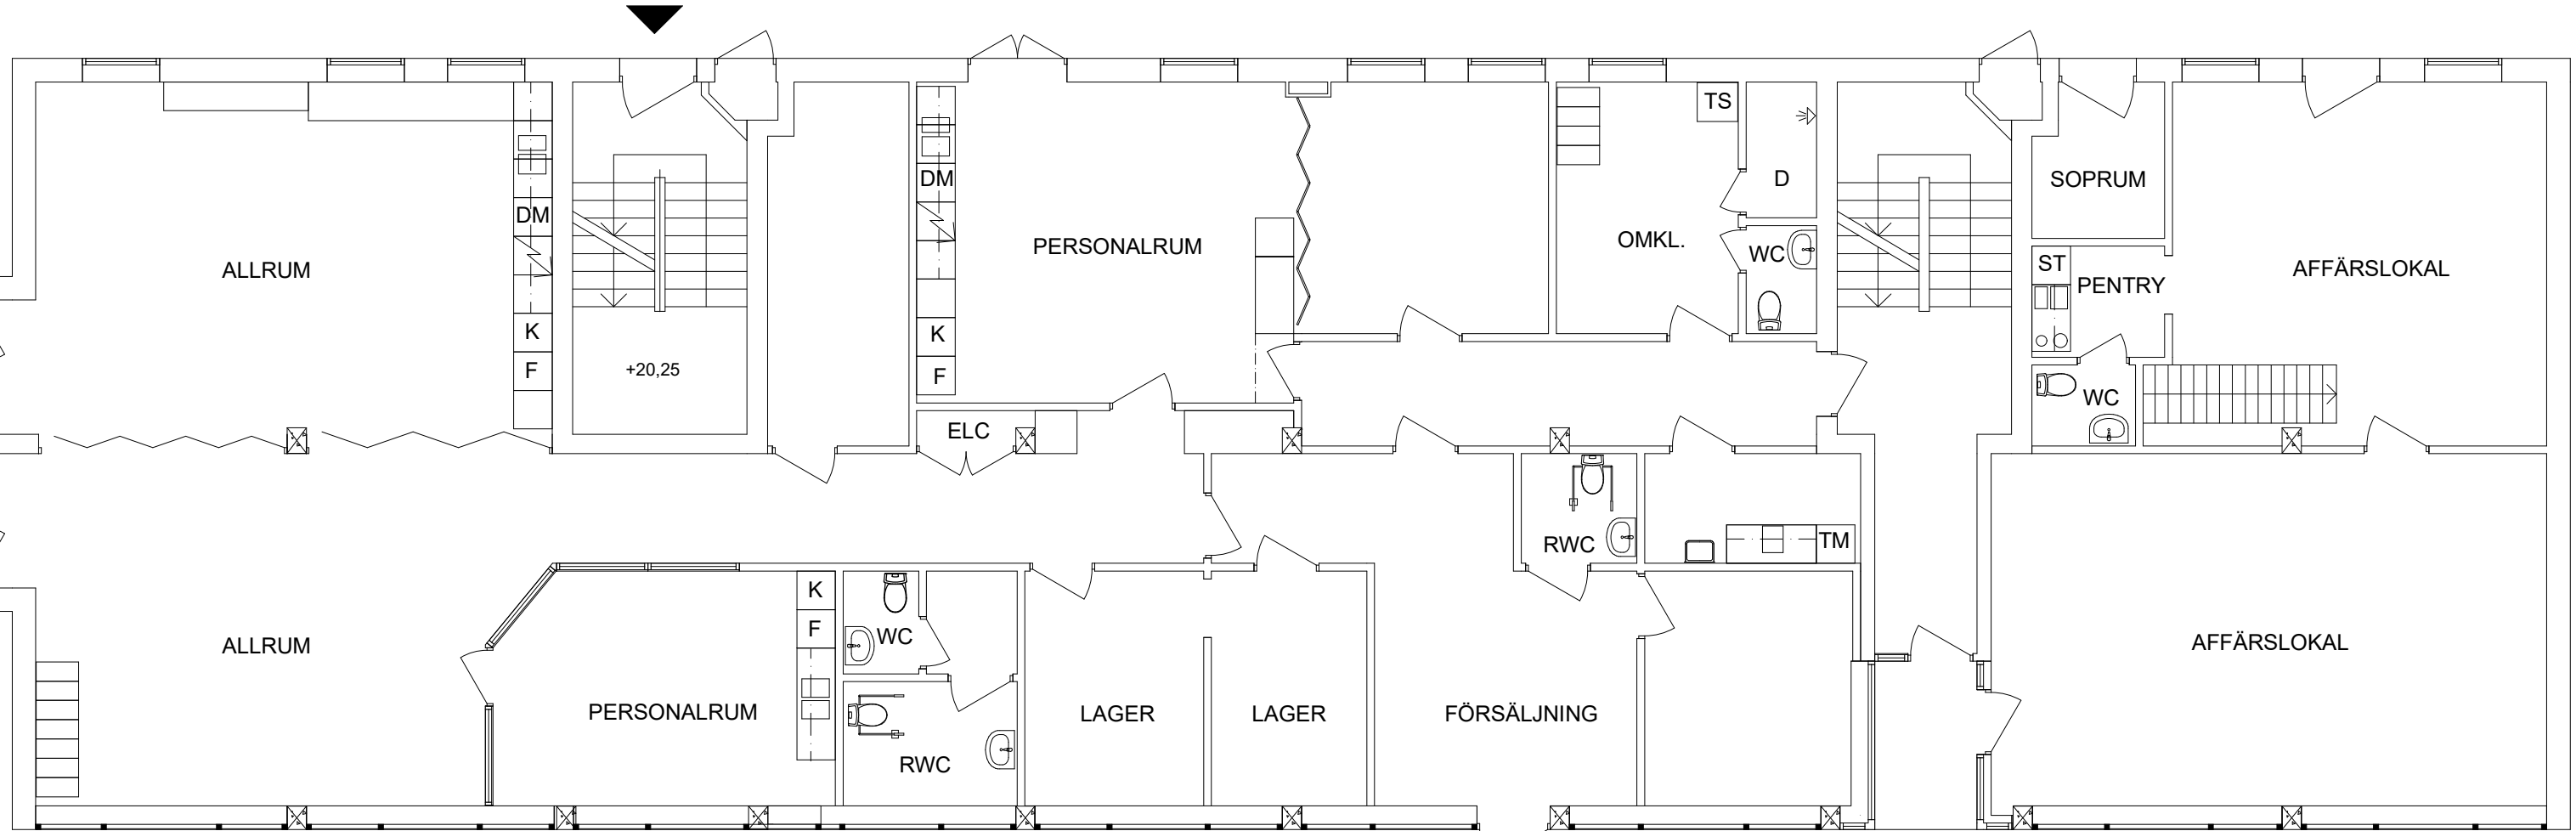 TS
DM
D
SOPRUM
DM
OMKL.
WC
PERSONALRUM
ALLRUM
ST
PENTRY
AFFÄRSLOKAL
K
K
F
+20,25
F
WC
ELC
RWC
TM
K
F
WC
ALLRUM
AFFÄRSLOKAL
PERSONALRUM
LAGER
LAGER
FÖRSÄLJNING
RWC